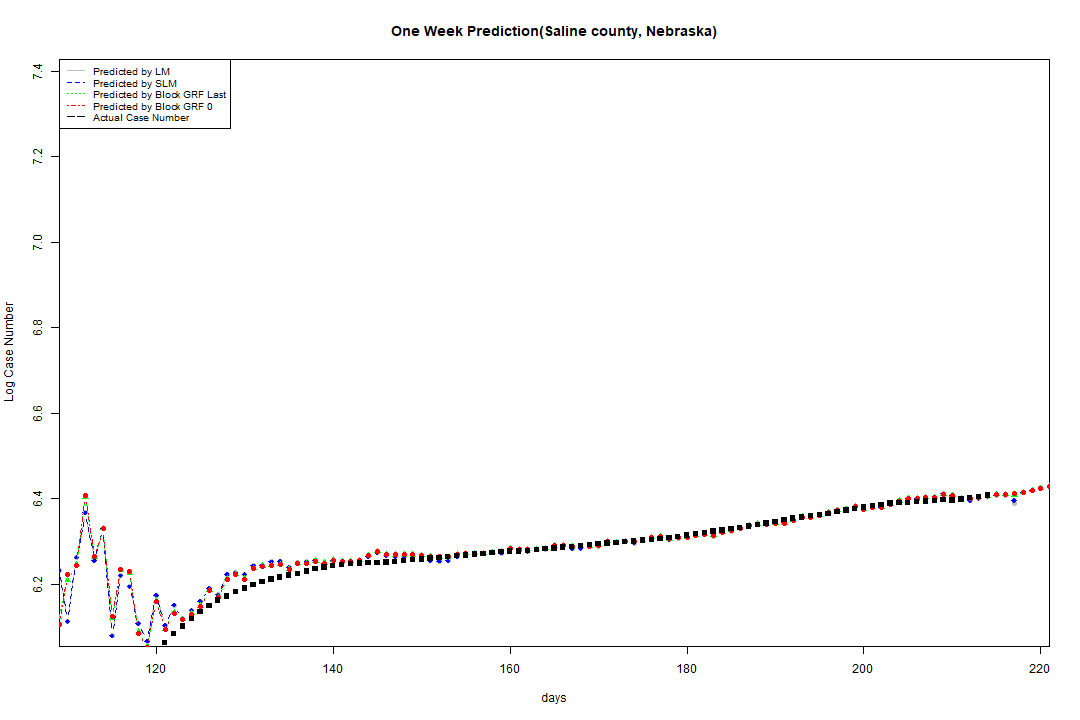 One Week Prediction(Saline county, Nebraska)
Predicted by LM
Predicted by SLM
Predicted by Block GRF Last
Predicted by Block GRF 0
Actual Case Number
7.4
7.2
7.0
6.8
6.6
6.4
6.2
Log Case Number
120 140 160 180 200 220
days